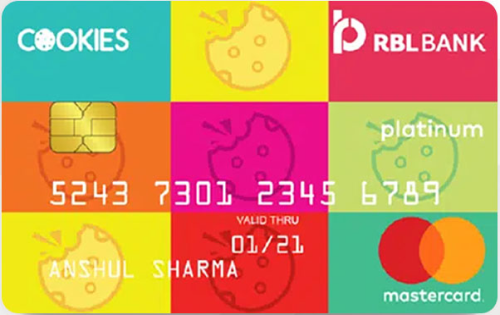 COOKIES
RBL BANK
platinum
5243 7301 2345 6789
VALID THRU
01/21
ANSHUL SHARMA
mastercard.